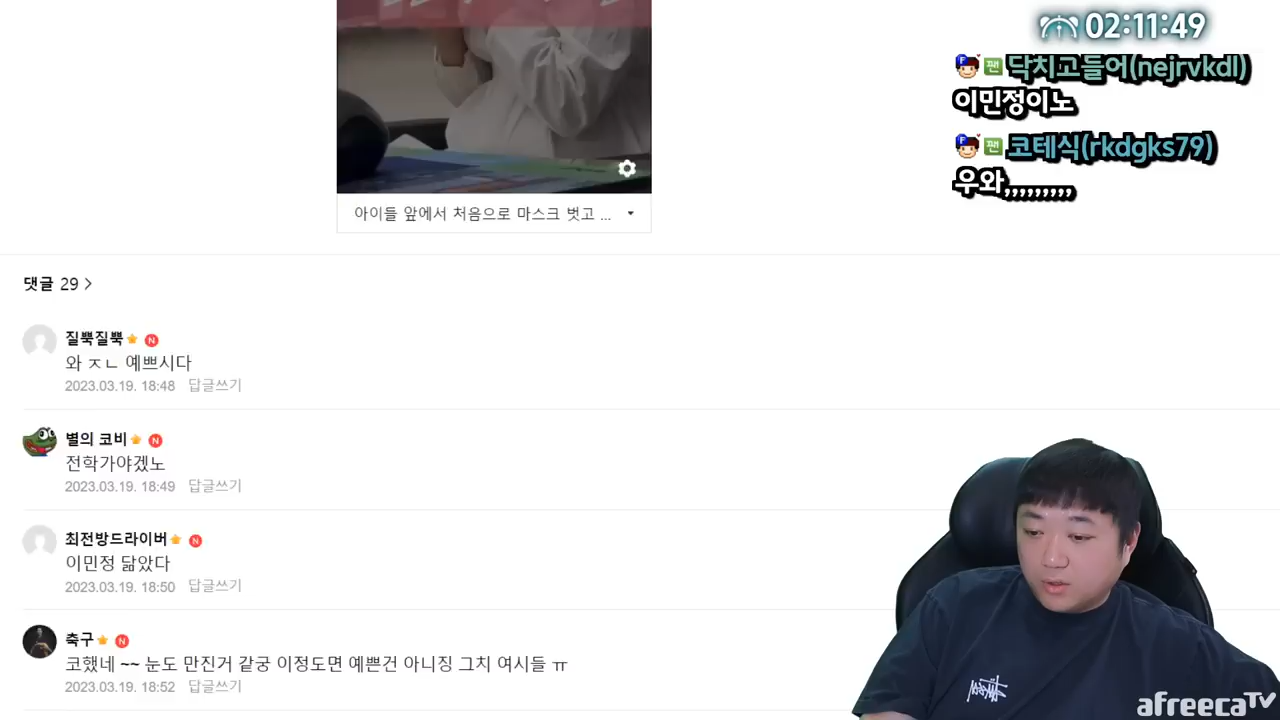 02:11:49
F 팬 닥치고들어(nejrvkdl)
이민정이노
F 팬 코테식(rkdgks79)
우와,,,,,,,,,
아이들 앞에서 처음으로 마스크 벗고 ...
댓글 29 >
질뻑질뻑 N
와 ㅈㄴ 예쁘시다
2023.03.19. 18:48 답글쓰기
별의 코비 N
전학가야겠노
2023.03.19. 18:49 답글쓰기
최전방드라이버 N
이민정 닮았다
2023.03.19. 18:50 답글쓰기
축구 N
코했네 ~~ 눈도 만진거 같궁 이정도면 예쁜건 아니징 그치 여시들 ㅠ
2023.03.19. 18:52 답글쓰기
afreecaTV